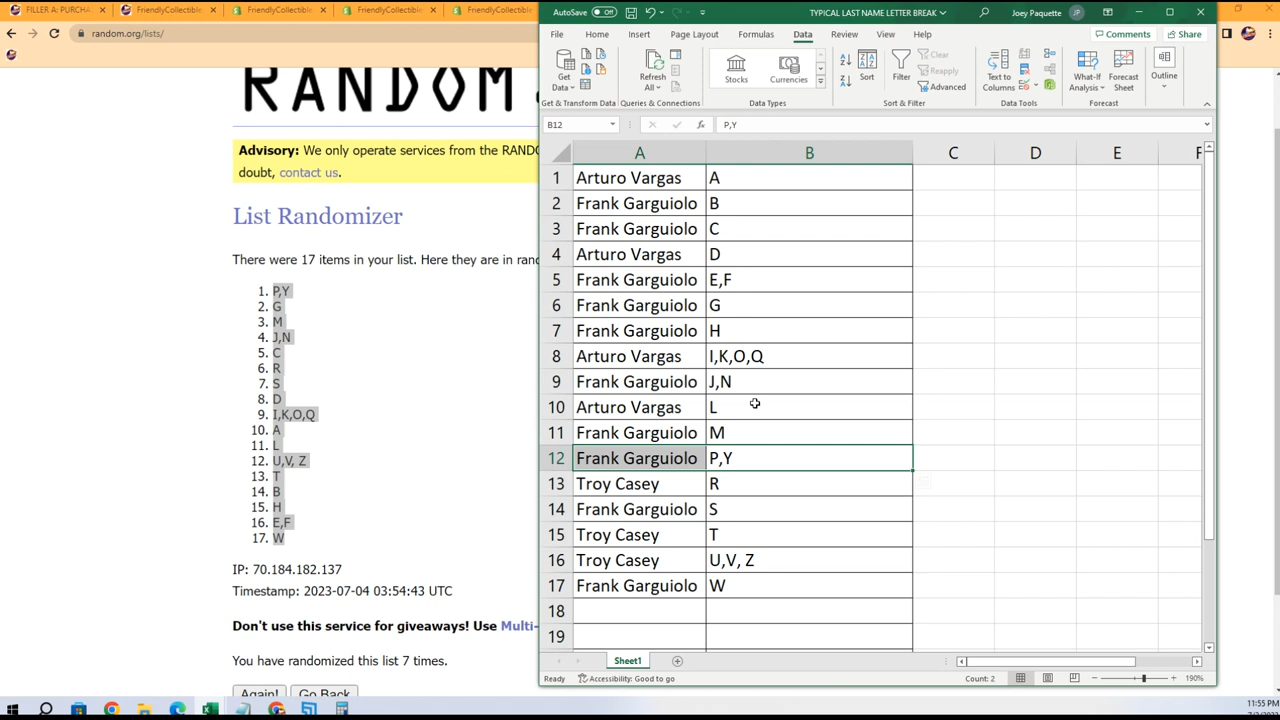 FILLER A: PURCHA
FriendlyCollectible
FriendlyCollectible
FriendlyCollectible
FriendlyCollectible
random.org/lists/
RANDOM
Advisory: We only operate services from the RANDO
doubt, contact us.
List Randomizer
There were 17 items in your list. Here they are in rand
1. P,Y
2. G
3. M
4. J,N
5. C
6. R
7. S
8. D
9. I,K,O,Q
10. A
11. L
12. U,V, Z
13. T
14. B
15. H
16. E,F
17. W
IP: 70.184.182.137
Timestamp: 2023-07-04 03:54:43 UTC
Don't use this service for giveaways! Use Multi-
You have randomized this list 7 times.
Again! Go Back
AutoSave Off TYPICAL LAST NAME LETTER BREAK Joey Paquette JP
File Home Insert Page Layout Formulas Data Review View Help Comments Share
Get Data
Refresh All
Stocks Currencies
Sort Filter Clear Reapply Advanced
Text to Columns
What-If Analysis Forecast Sheet
Outline
Get & Transform Data Queries & Connections Data Types Sort & Filter Data Tools Forecast
B12 fx P,Y
A B C D E F
1 Arturo Vargas A
2 Frank Garguiolo B
3 Frank Garguiolo C
4 Arturo Vargas D
5 Frank Garguiolo E,F
6 Frank Garguiolo G
7 Frank Garguiolo H
8 Arturo Vargas I,K,O,Q
9 Frank Garguiolo J,N
10 Arturo Vargas L
11 Frank Garguiolo M
12 Frank Garguiolo P,Y
13 Troy Casey R
14 Frank Garguiolo S
15 Troy Casey T
16 Troy Casey U,V, Z
17 Frank Garguiolo W
18
19
Sheet1
Ready Accessibility: Good to go Count: 2 190%
11:55 PM